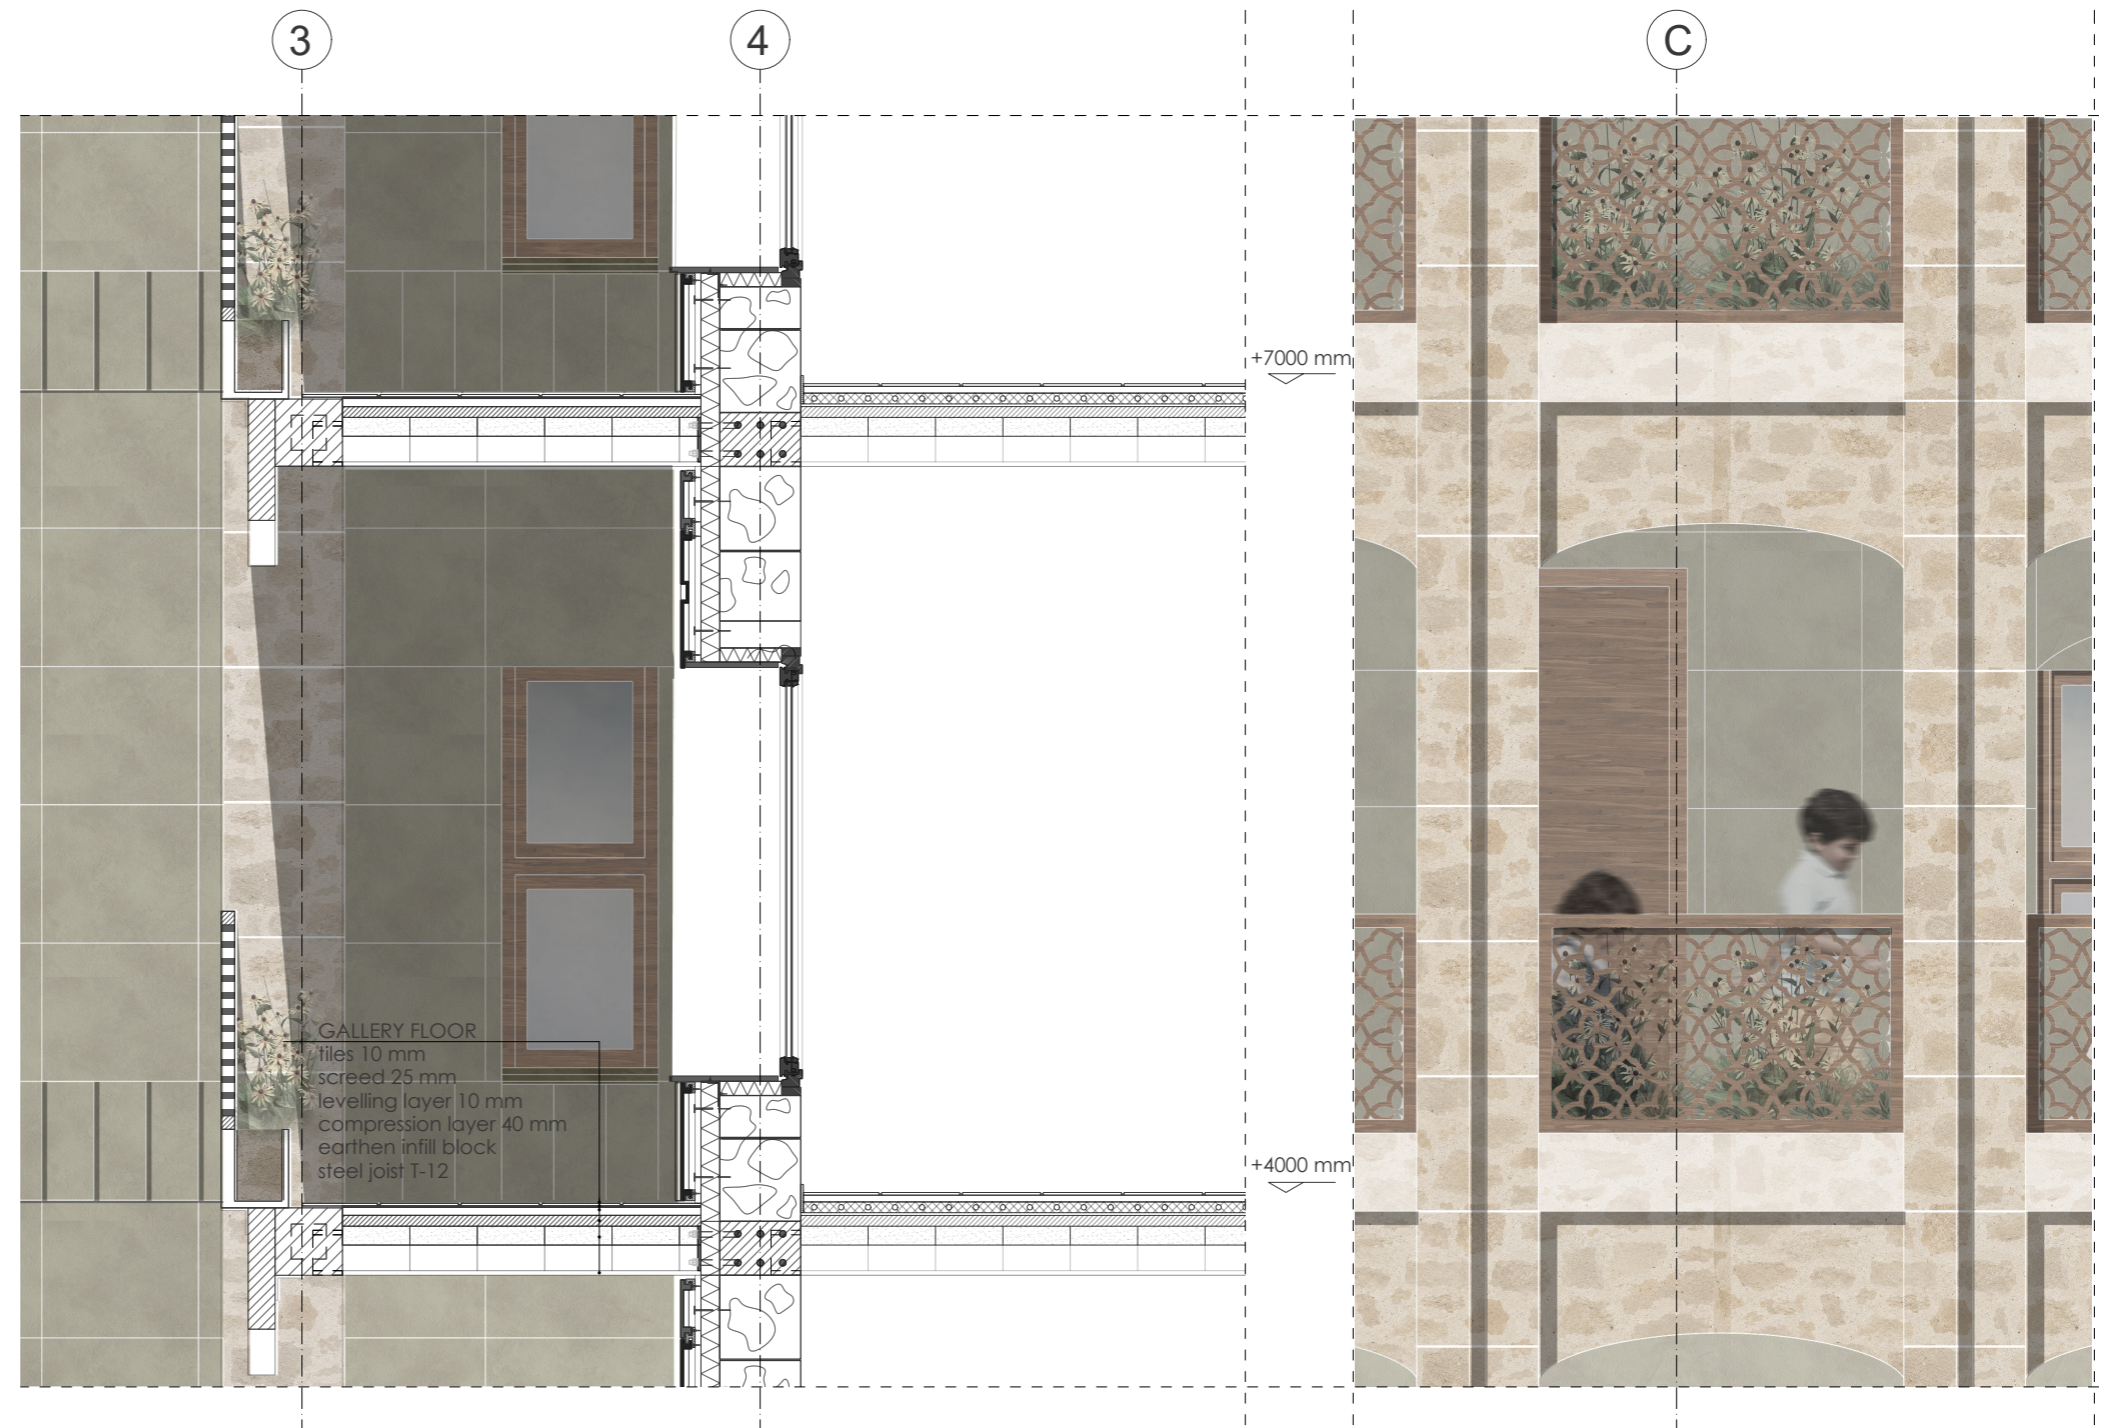 3
4
C
+7000 mm
GALLERY FLOOR
tiles 10 mm
screed 25 mm
levelling layer 10 mm
compression layer 40 mm
earthen infill block
steel joist T-12
+4000 mm